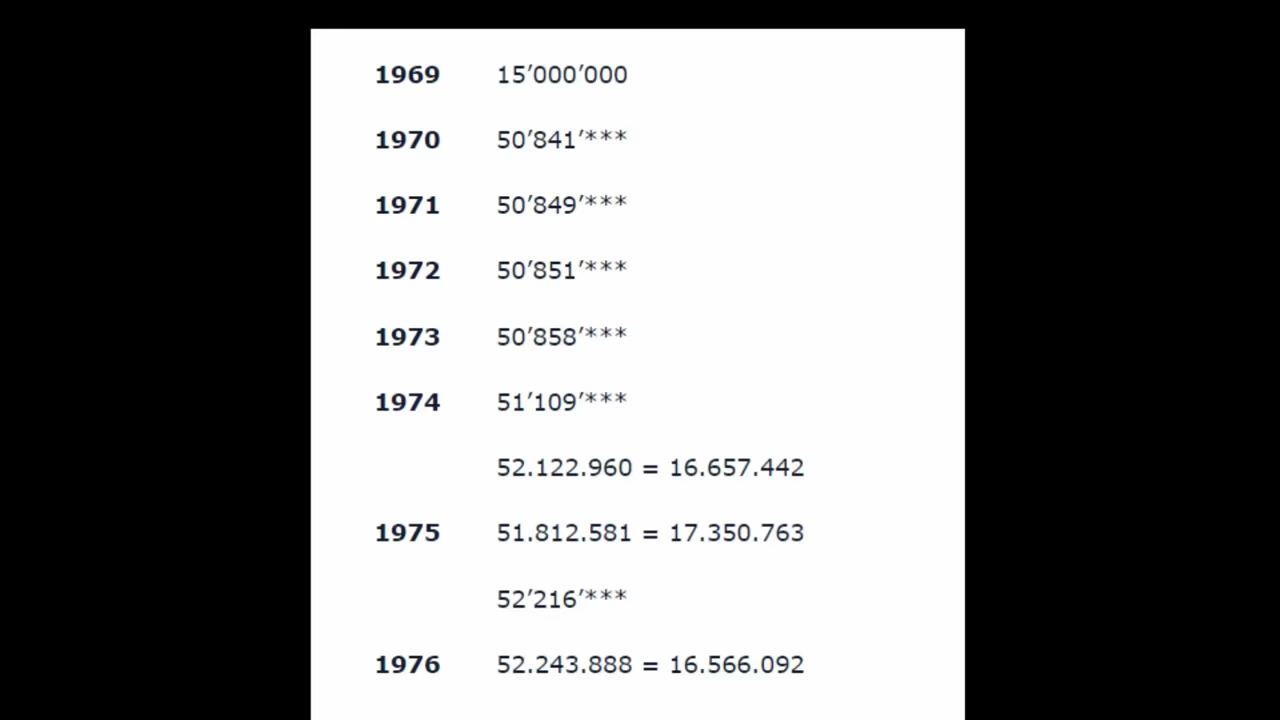 1969 15′000′000
1970 50′841′***
1971 50′849′***
1972 50′851′***
1973 50′858′***
1974 51′109′***
52.122.960 = 16.657.442
1975 51.812.581 = 17.350.763
52′216′***
1976 52.243.888 = 16.566.092